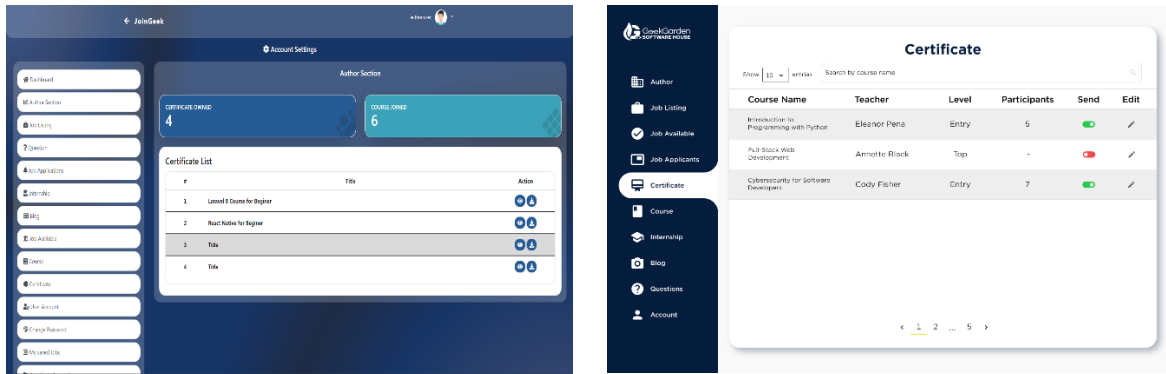 ← JoinGeek
Account Settings
Dashboard
Author Section
Job Listing
Question
Job Applications
Internship
Blog
Job Available
Course
Certificate
User Account
Change Password
Author Section
CERTIFICATE OWNED
4
COURSE JOINED
6
Certificate List
# Title Action
1 Laravel 8 Course for Beginer
2 React Native for Beginer
3 Title
4 Title
GeekGarden
SOFTWARE HOUSE
Author
Job Listing
Job Available
Job Applicants
Certificate
Course
Internship
Blog
Questions
Account
Certificate
Show 10 entries Search by course name
Course Name Teacher Level Participants Send Edit
Introduction to
Programming with Python Eleanor Pena Entry 5
Full-Stack Web
Development Annette Black Top -
Cybersecurity for Software
Developers Cody Fisher Entry 7
‹ 1 2 ... 5 ›